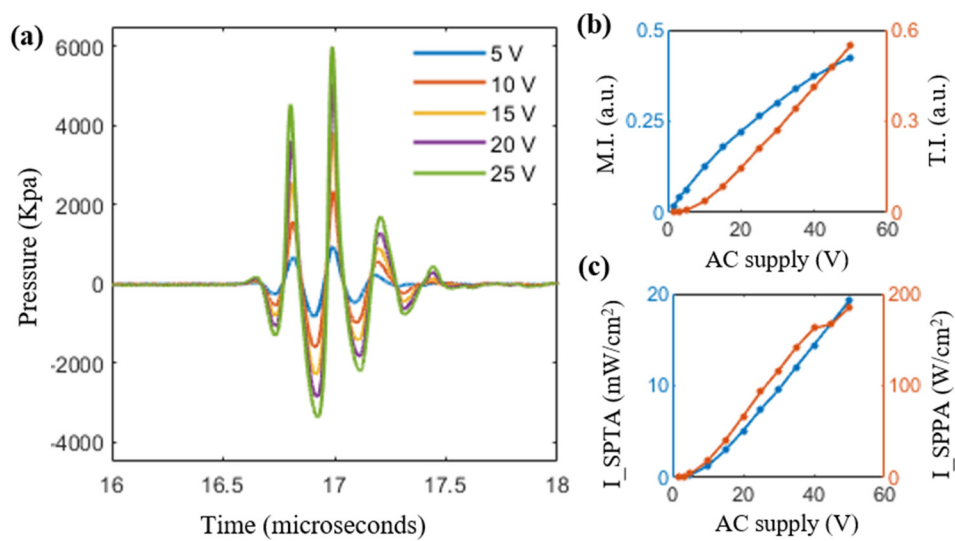 (a)
6000
4000
2000
0
-2000
-4000
Pressure (Kpa)
5 V
10 V
15 V
20 V
25 V
16
16.5
17
17.5
18
Time (microseconds)
(b)
0.5
0.25
0
M.I. (a.u.)
0.6
0.3
0
T.I. (a.u.)
0
20
40
60
AC supply (V)
(c)
20
10
0
I_SPTA (mW/cm²)
200
100
0
I_SPPA (W/cm²)
0
20
40
60
AC supply (V)